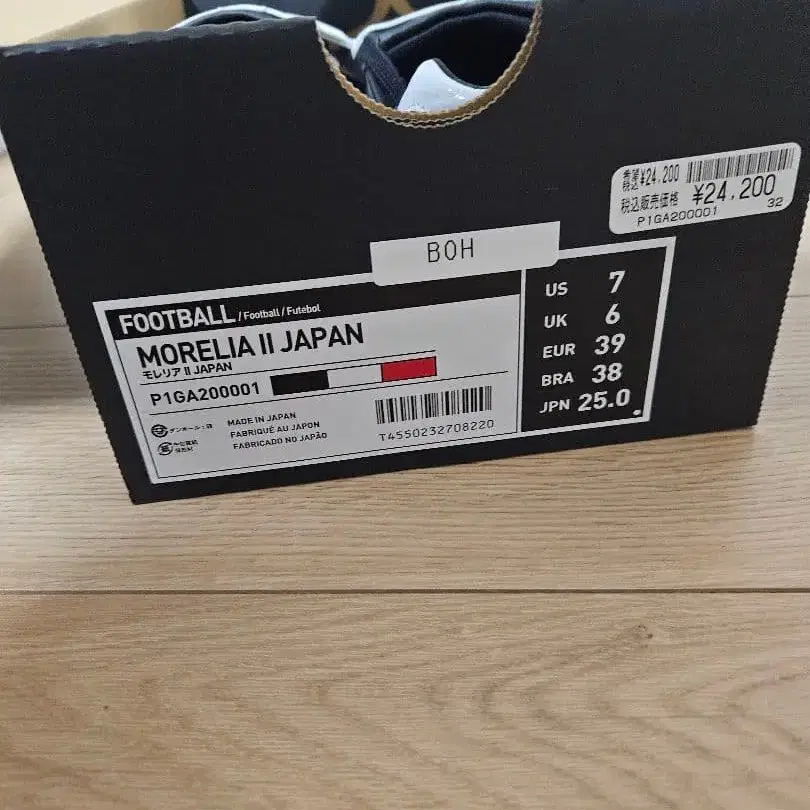 税込 ¥24,200
税込販売価格 ¥24,200
P1GA200001 32
BOH
FOOTBALL / Football / Futebol
MORELIA II JAPAN
モレリア II JAPAN
P1GA200001
MADE IN JAPAN
FABRIQUÉ AU JAPON
FABRICADO NO JAPÃO
T4550232708220
US 7
UK 6
EUR 39
BRA 38
JPN 25.0